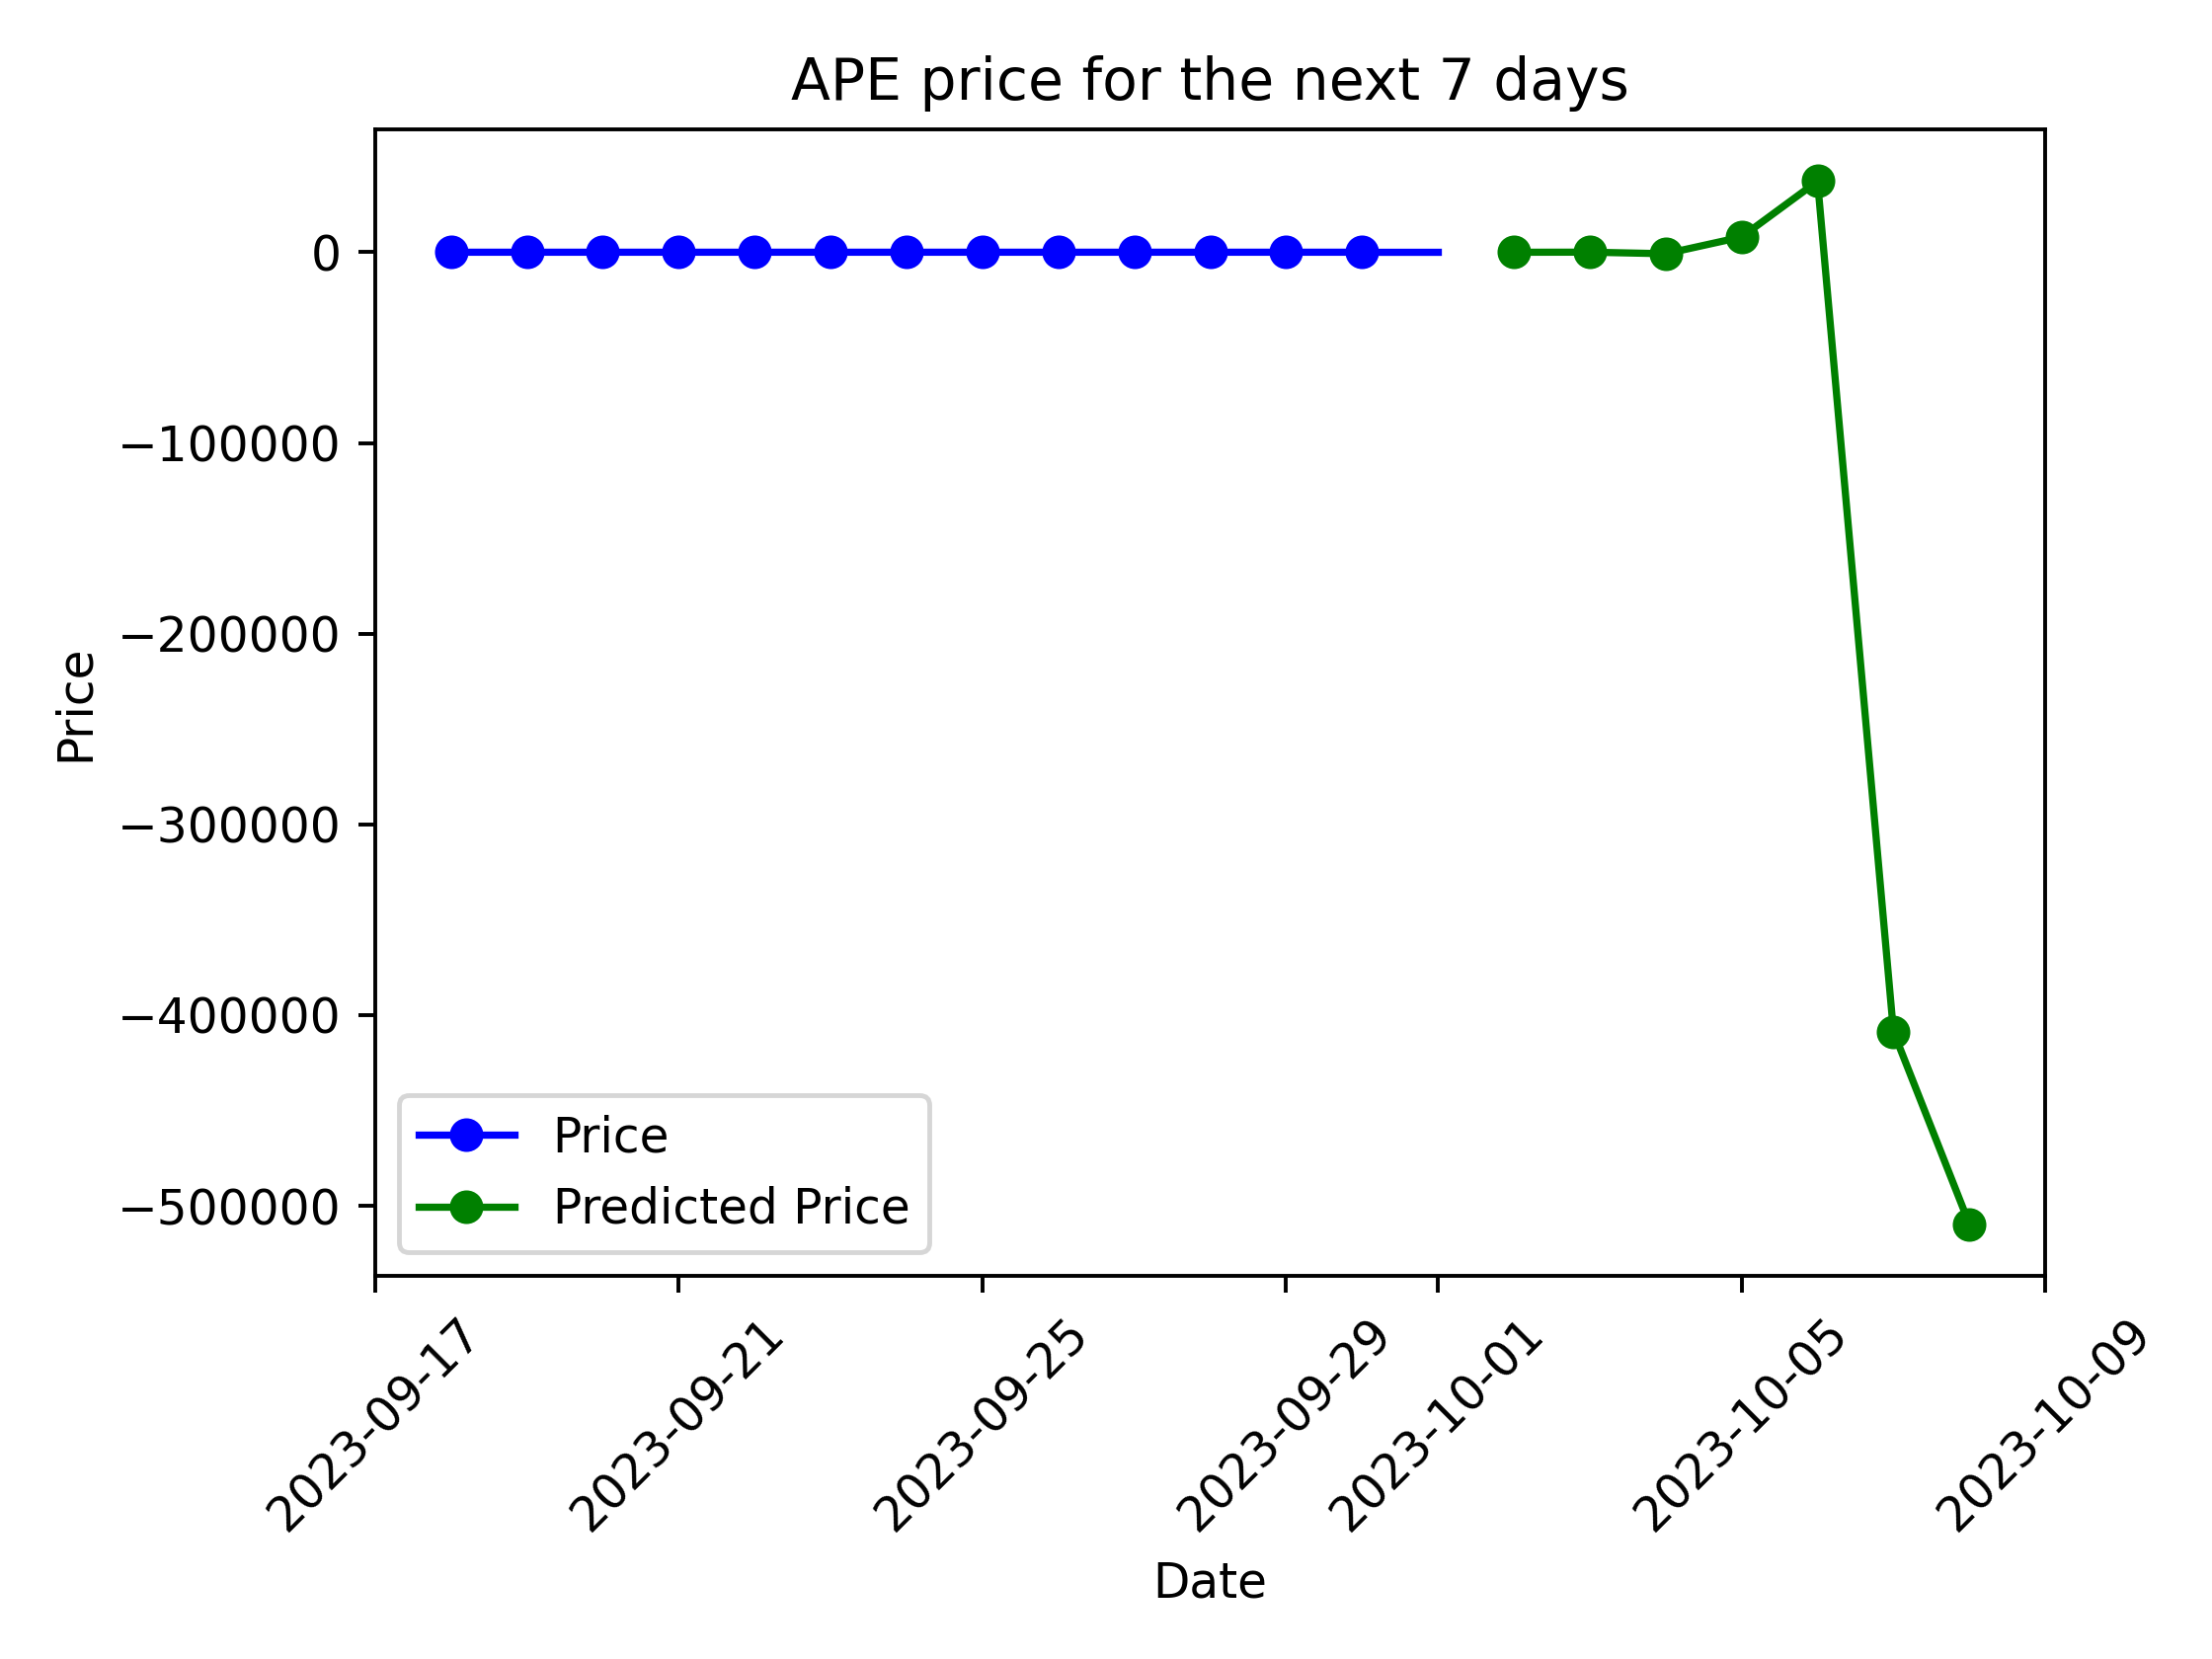 APE price for the next 7 days
0
−100000
−200000
−300000
−400000
−500000
Price
Price
Predicted Price
2023-09-17
2023-09-21
2023-09-25
2023-09-29
2023-10-01
2023-10-05
2023-10-09
Date